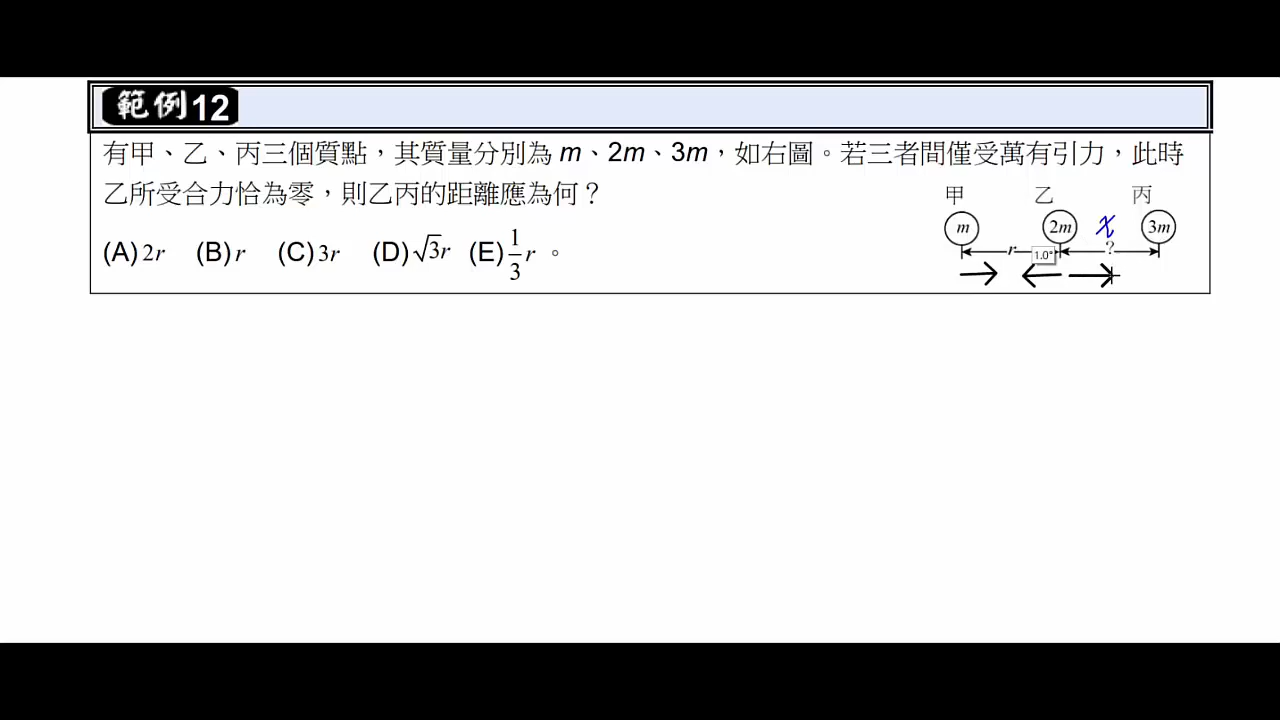 範例12
有甲、乙、丙三個質點，其質量分別為 m、2m、3m，如右圖。若三者間僅受萬有引力，此時
乙所受合力恰為零，則乙丙的距離應為何？
(A) 2r (B) r (C) 3r (D) √3r (E) 1/3 r 。
甲 乙 丙
m 2m x 3m
r 1.0° ?